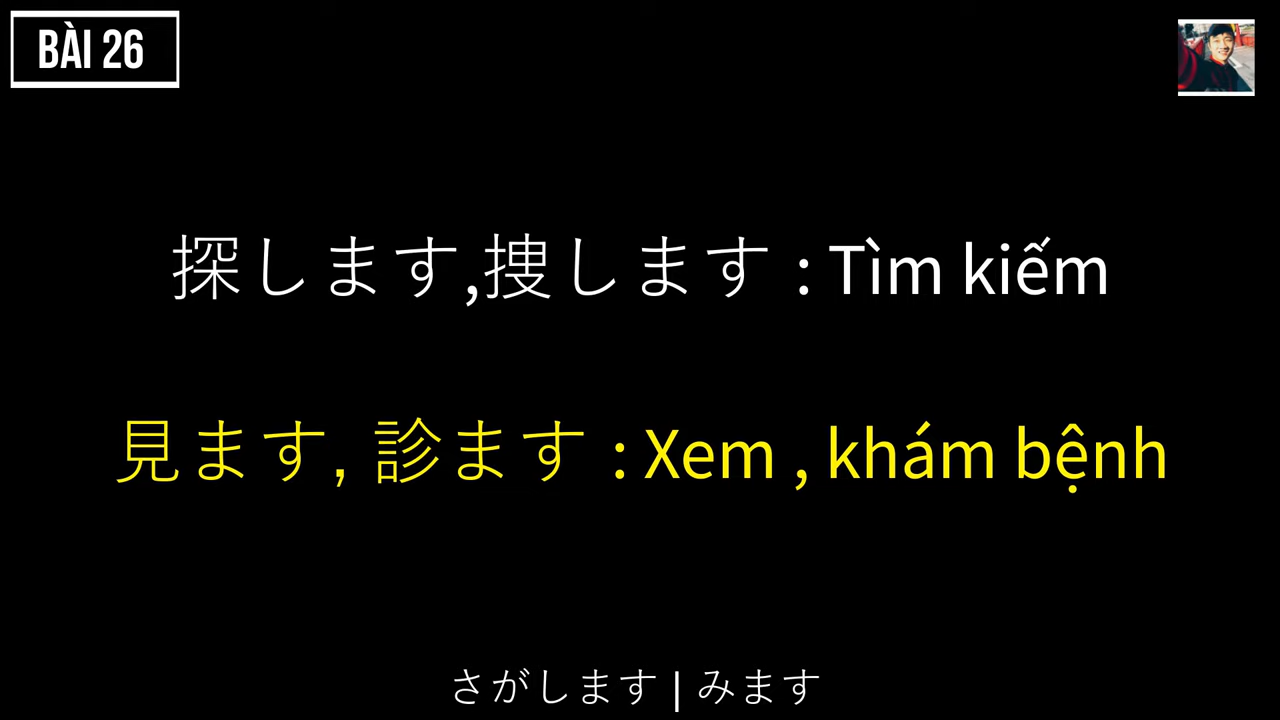 BÀI 26
探します,捜します : Tìm kiếm
見ます, 診ます : Xem , khám bệnh
さがします | みます